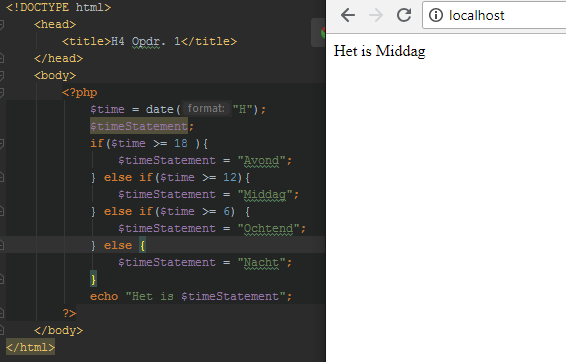 <!DOCTYPE html>
<head>
<title>H4 Opdr. 1</title>
</head>
<body>
<?php
$time = date( format: "H");
$timeStatement;
if($time >= 18 ){
$timeStatement = "Avond";
} else if($time >= 12){
$timeStatement = "Middag";
} else if($time >= 6) {
$timeStatement = "Ochtend";
} else {
$timeStatement = "Nacht";
}
echo "Het is $timeStatement";
?>
</body>
</html>
localhost
Het is Middag